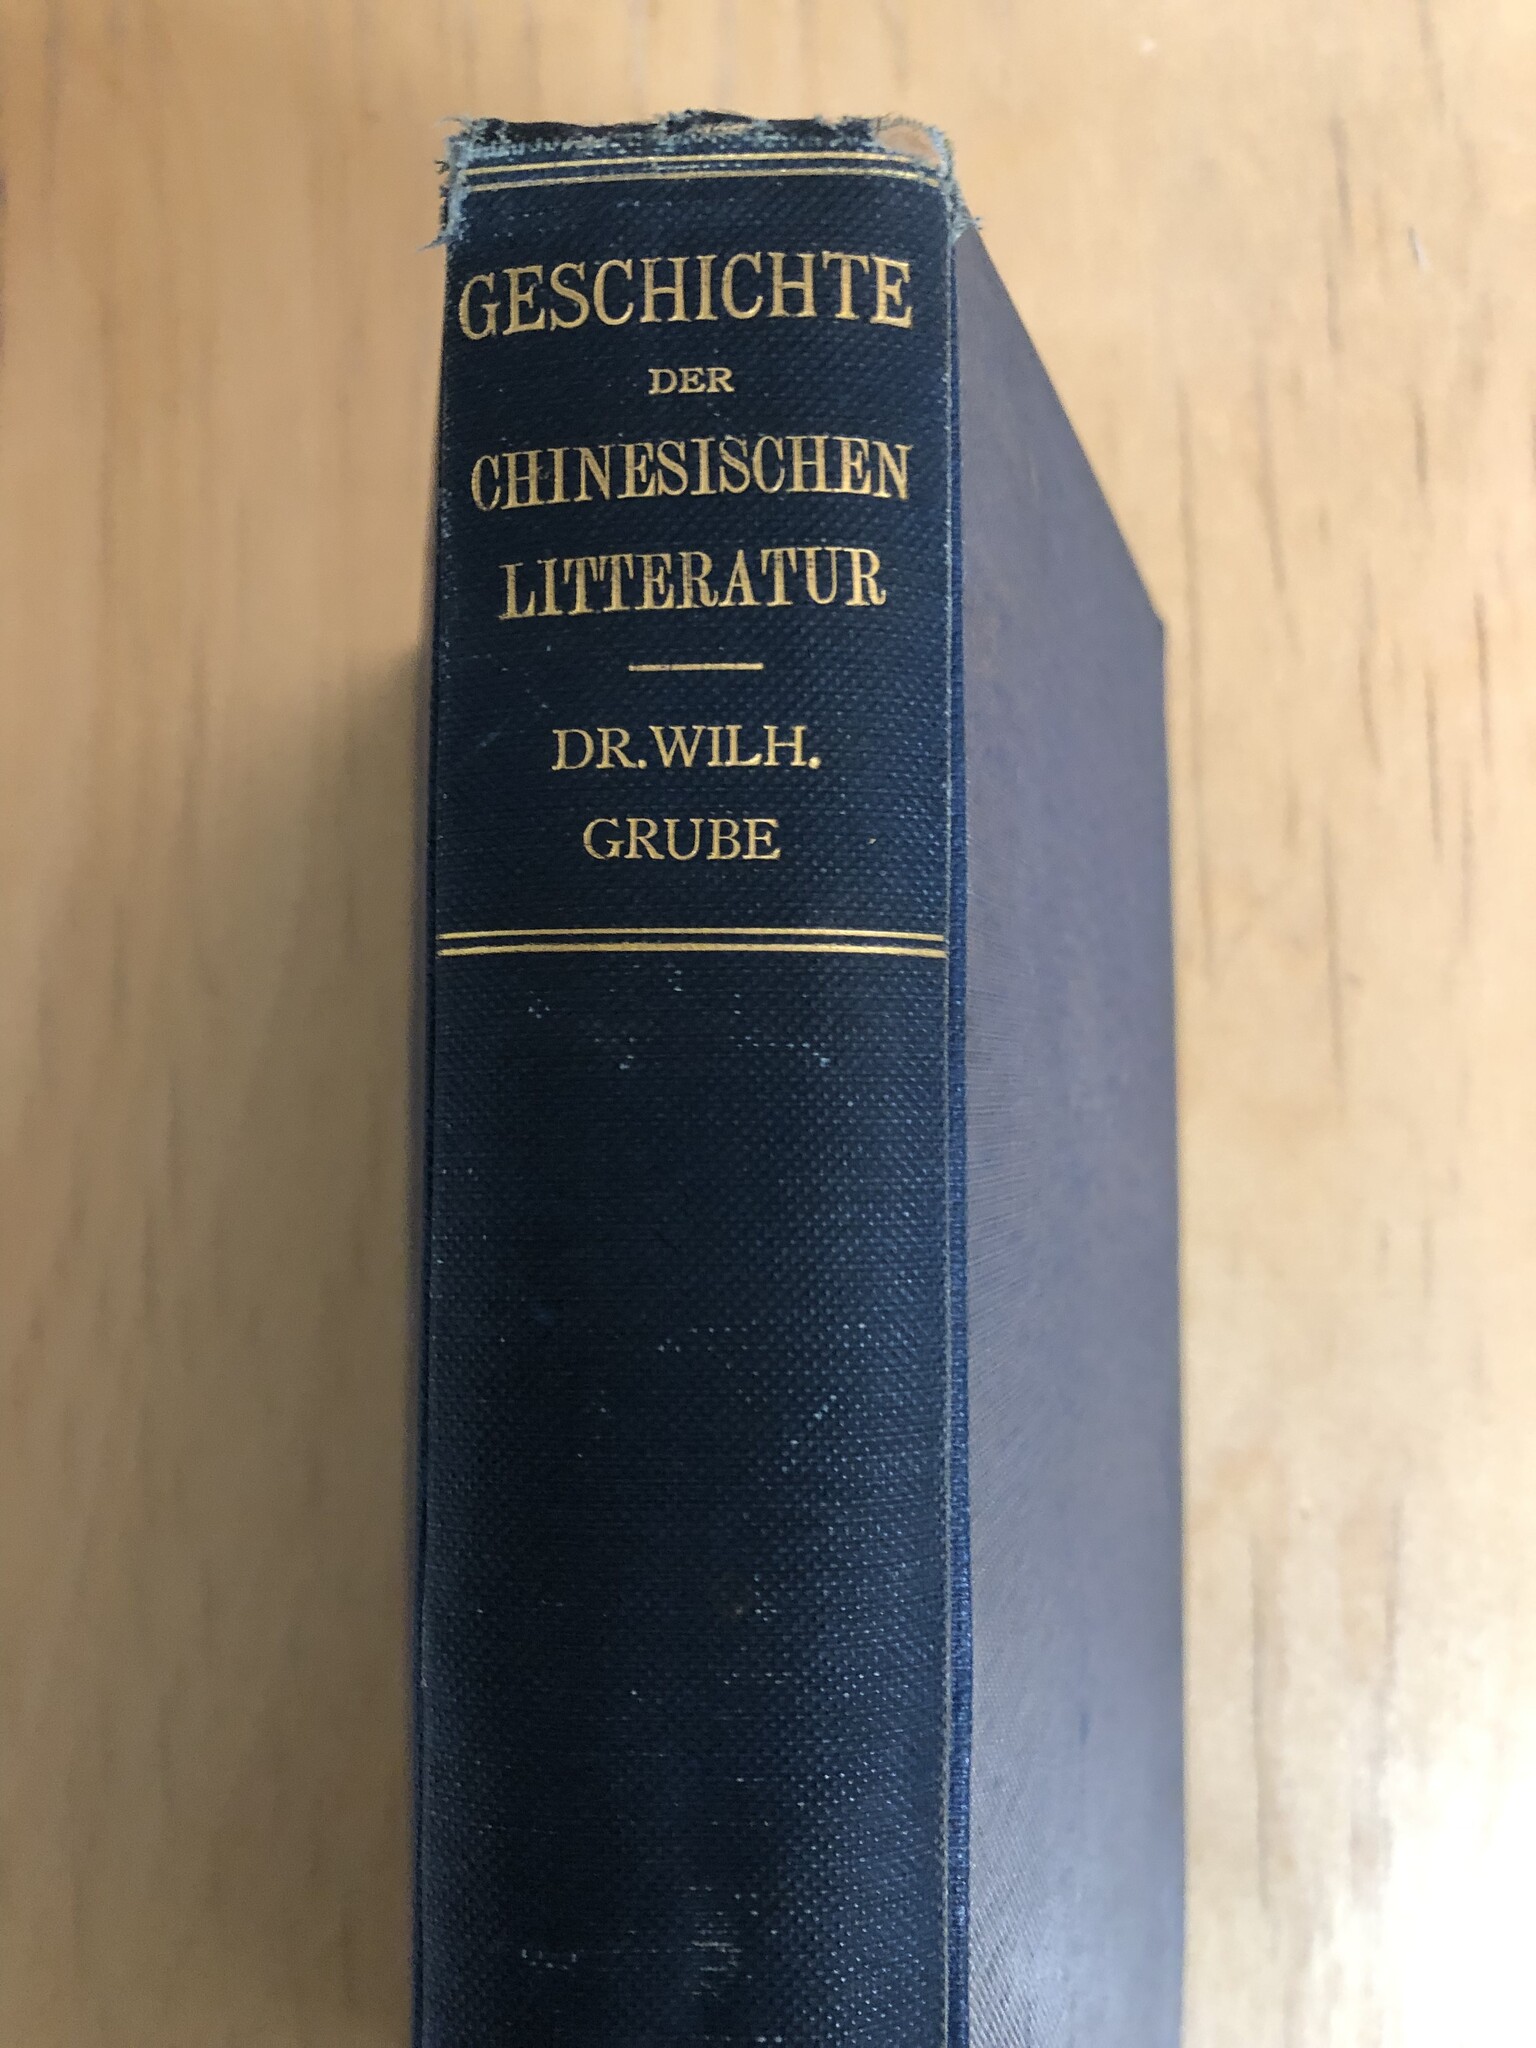 GESCHICHTE
DER
CHINESISCHEN
LITTERATUR
DR. WILH.
GRUBE